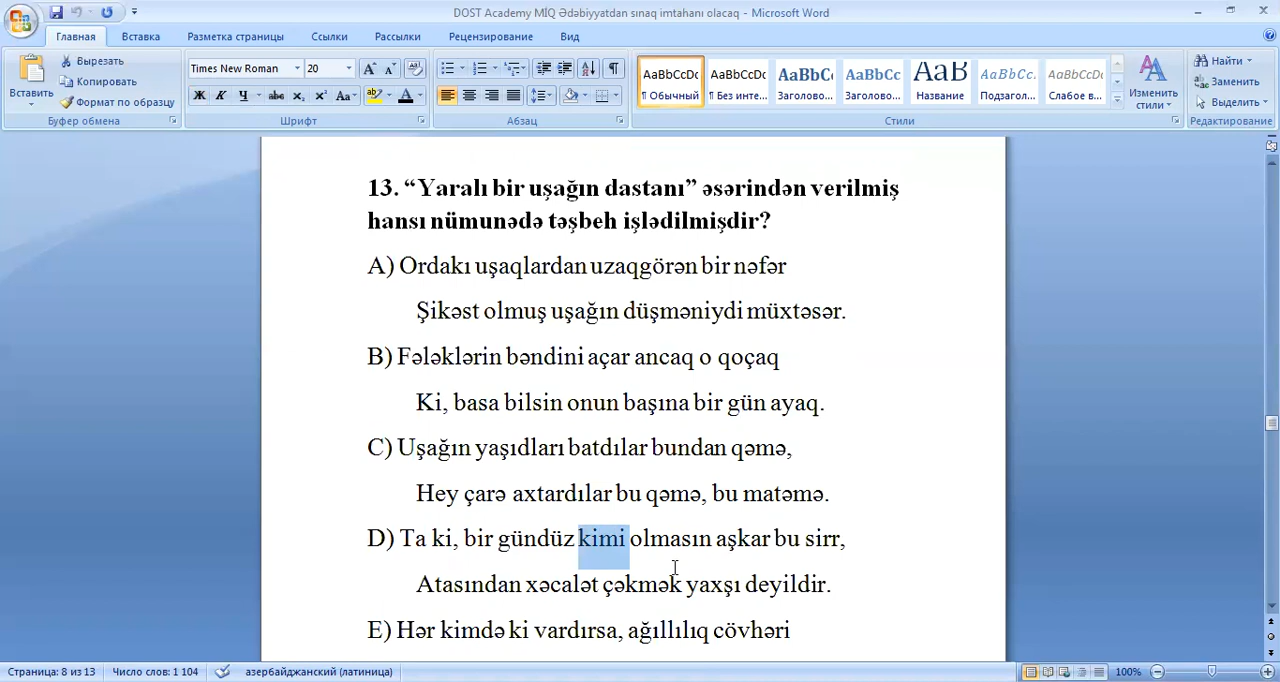 DOST Academy MİQ Ədəbiyyatdan sınaq imtahanı olacaq - Microsoft Word
Главная Вставка Разметка страницы Ссылки Рассылки Рецензирование Вид
Вставить
Вырезать
Копировать
Формат по образцу
Буфер обмена
Times New Roman 20
Ж К Ч abc x₂ x² Aa ab A
Шрифт
Абзац
AaBbCcDc AaBbCcDc AaBbC AaBbCc AaB AaBbCc. AaBbCcDc
¶ Обычный ¶ Без инте... Заголово... Заголово... Название Подзагол... Слабое в...
Стили
Изменить стили
Найти
Заменить
Выделить
Редактирование
13. “Yaralı bir uşağın dastanı” əsərindən verilmiş
hansı nümunədə təşbeh işlədilmişdir?
A) Ordakı uşaqlardan uzaqgörən bir nəfər
Şikəst olmuş uşağın düşməniydi müxtəsər.
B) Fələklərin bəndini açar ancaq o qoçaq
Ki, basa bilsin onun başına bir gün ayaq.
C) Uşağın yaşıdları batdılar bundan qəmə,
Hey çarə axtardılar bu qəmə, bu matəmə.
D) Ta ki, bir gündüz kimi olmasın aşkar bu sirr,
Atasından xəcalət çəkmək yaxşı deyildir.
E) Hər kimdə ki vardırsa, ağıllılıq cövhəri
Страница: 8 из 13 Число слов: 1 104 азербайджанский (латиница) 100%